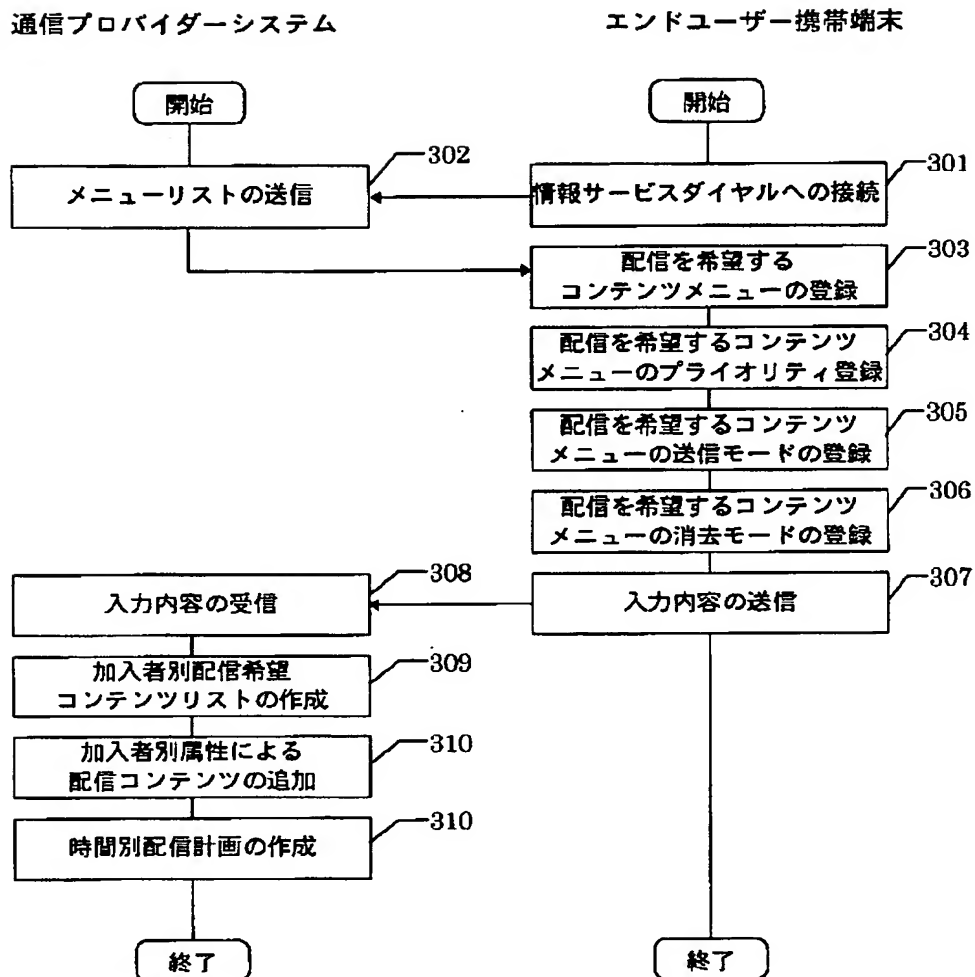 通信プロバイダーシステム
エンドユーザー携帯端末
開始
開始
302
メニューリストの送信
301
情報サービスダイヤルへの接続
303
配信を希望する
コンテンツメニューの登録
304
配信を希望するコンテンツ
メニューのプライオリティ登録
305
配信を希望するコンテンツ
メニューの送信モードの登録
306
配信を希望するコンテンツ
メニューの消去モードの登録
307
入力内容の送信
308
入力内容の受信
309
加入者別配信希望
コンテンツリストの作成
310
加入者別属性による
配信コンテンツの追加
310
時間別配信計画の作成
終了
終了